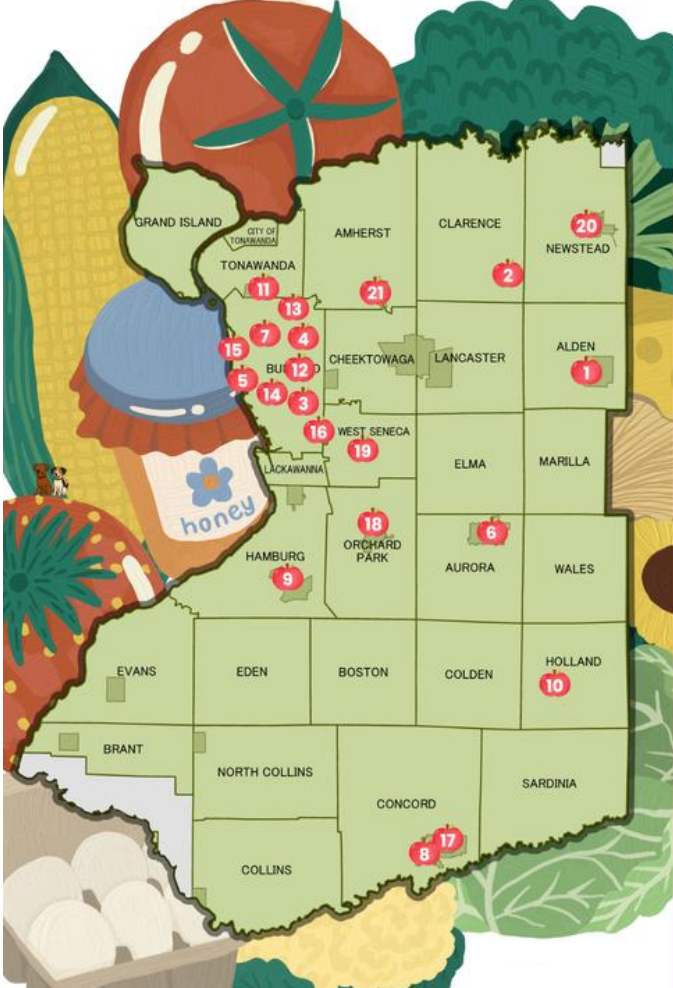 GRAND ISLAND
CITY OF
TONAWANDA
TONAWANDA
AMHERST
CLARENCE
20
NEWSTEAD
2
11
21
13
7
4
15
CHEEKTOWAGA
LANCASTER
ALDEN
12
1
5
14
3
16
WEST SENECA
19
LACKAWANNA
ELMA
MARILLA
honey
18
ORCHARD
PARK
6
HAMBURG
9
AURORA
WALES
EVANS
EDEN
BOSTON
COLDEN
HOLLAND
10
BRANT
NORTH COLLINS
CONCORD
SARDINIA
17
8
COLLINS